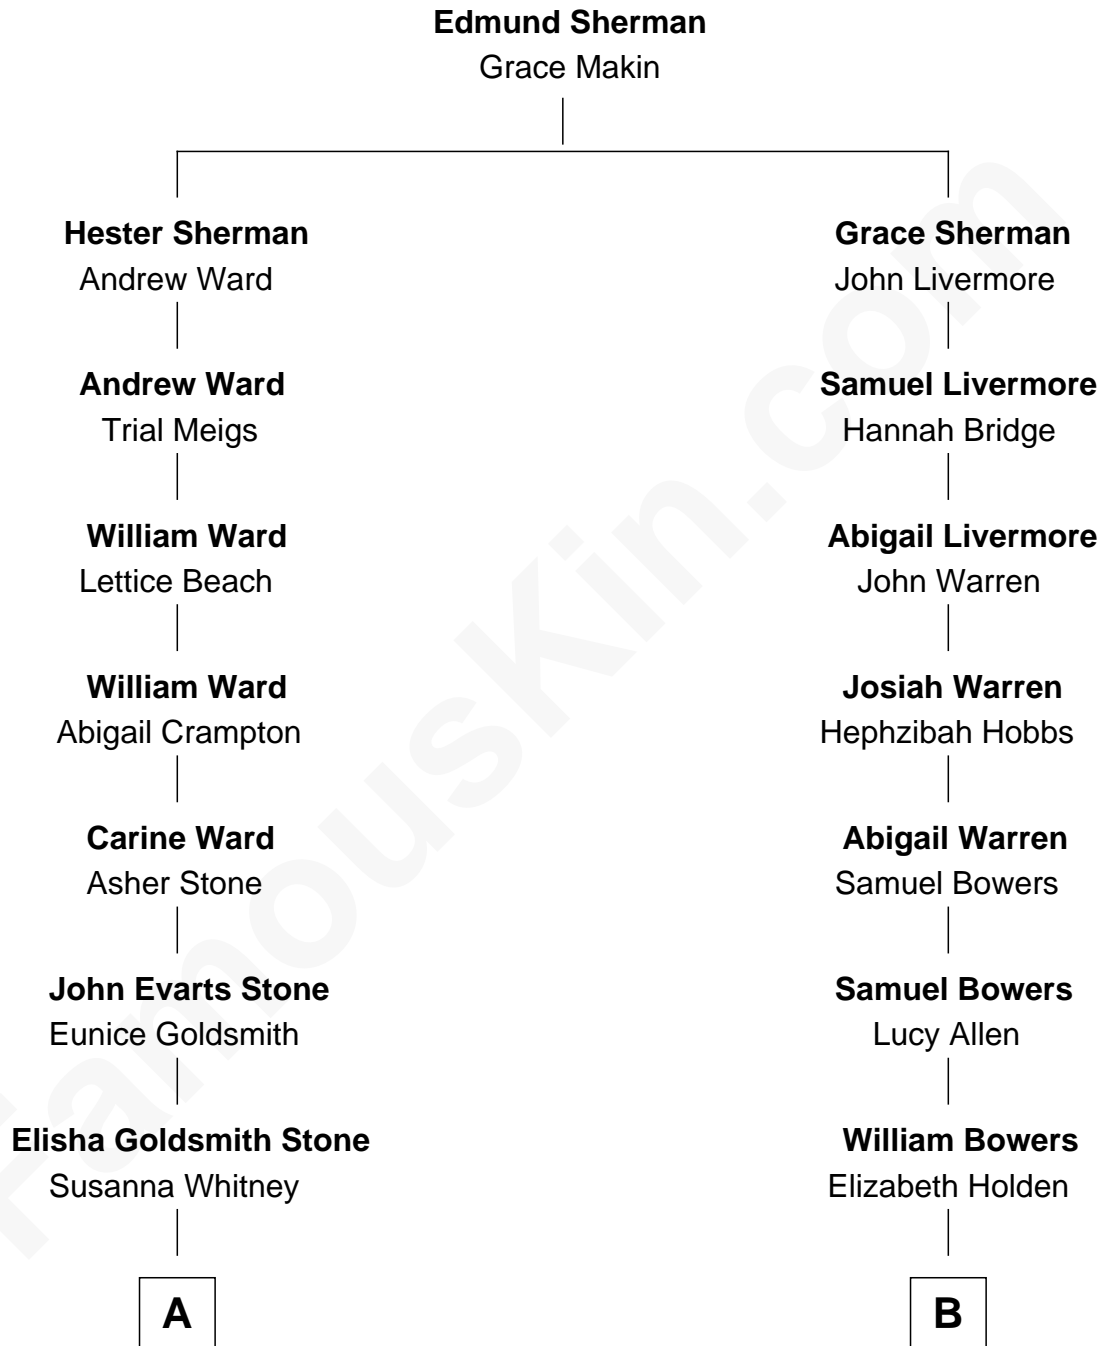 Edmund Sherman
Grace Makin
Hester Sherman
Andrew Ward
Grace Sherman
John Livermore
Andrew Ward
Trial Meigs
Samuel Livermore
Hannah Bridge
William Ward
Lettice Beach
Abigail Livermore
John Warren
William Ward
Abigail Crampton
Josiah Warren
Hephzibah Hobbs
Carine Ward
Asher Stone
Abigail Warren
Samuel Bowers
John Evarts Stone
Eunice Goldsmith
Samuel Bowers
Lucy Allen
Elisha Goldsmith Stone
Susanna Whitney
William Bowers
Elizabeth Holden
A
B
FamousKin.com